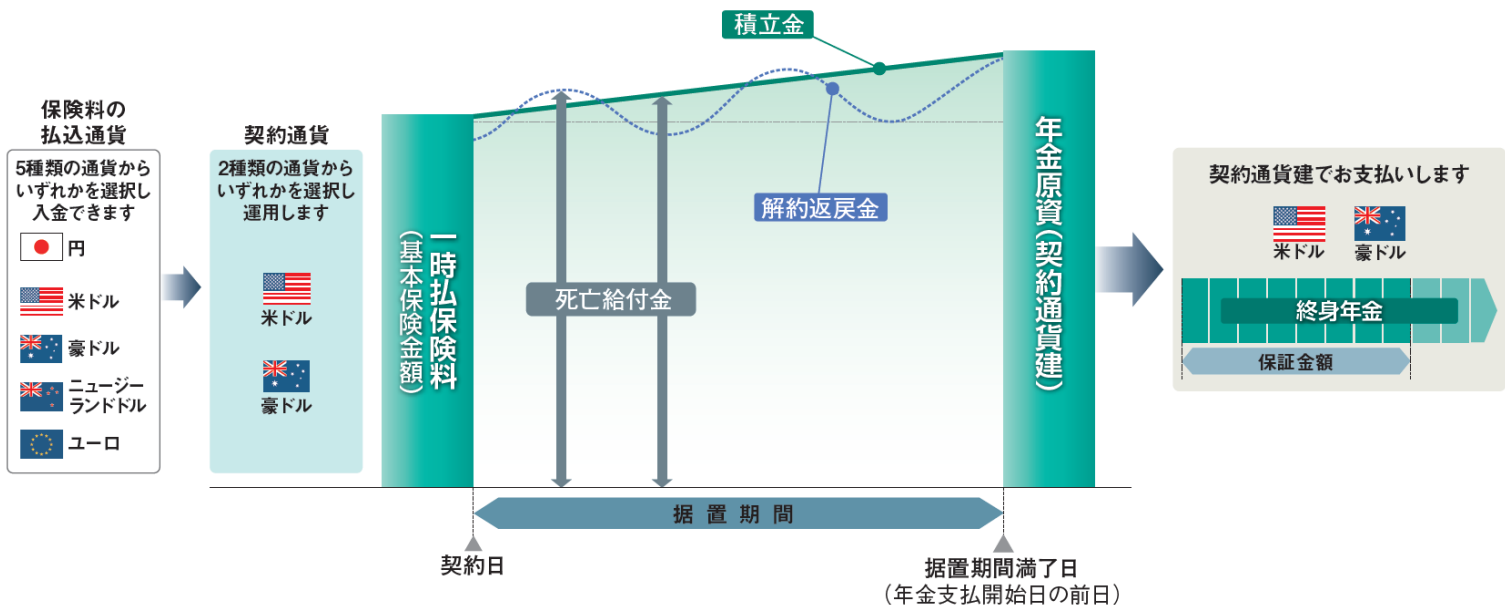 保険料の
払込通貨
5種類の通貨から
いずれかを選択し
入金できます
円
米ドル
豪ドル
ニュージー
ランドドル
ユーロ
契約通貨
2種類の通貨から
いずれかを選択し
運用します
米ドル
豪ドル
一時払保険料
(基本保険金額)
積立金
解約返戻金
死亡給付金
年金原資(契約通貨建)
据置期間
契約日
据置期間満了日
(年金支払開始日の前日)
契約通貨建でお支払いします
米ドル
豪ドル
終身年金
保証金額